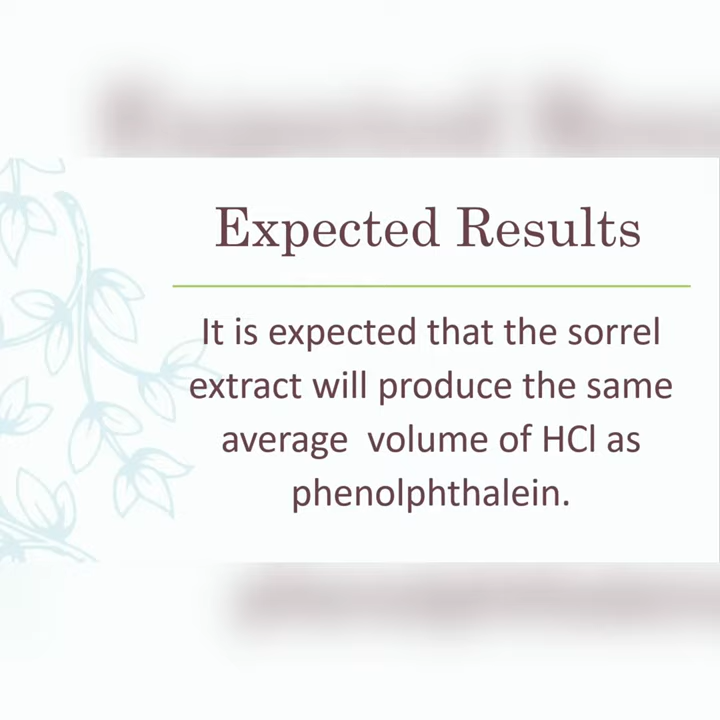 Expected Results
It is expected that the sorrel
extract will produce the same
average  volume of HCl as
phenolphthalein.